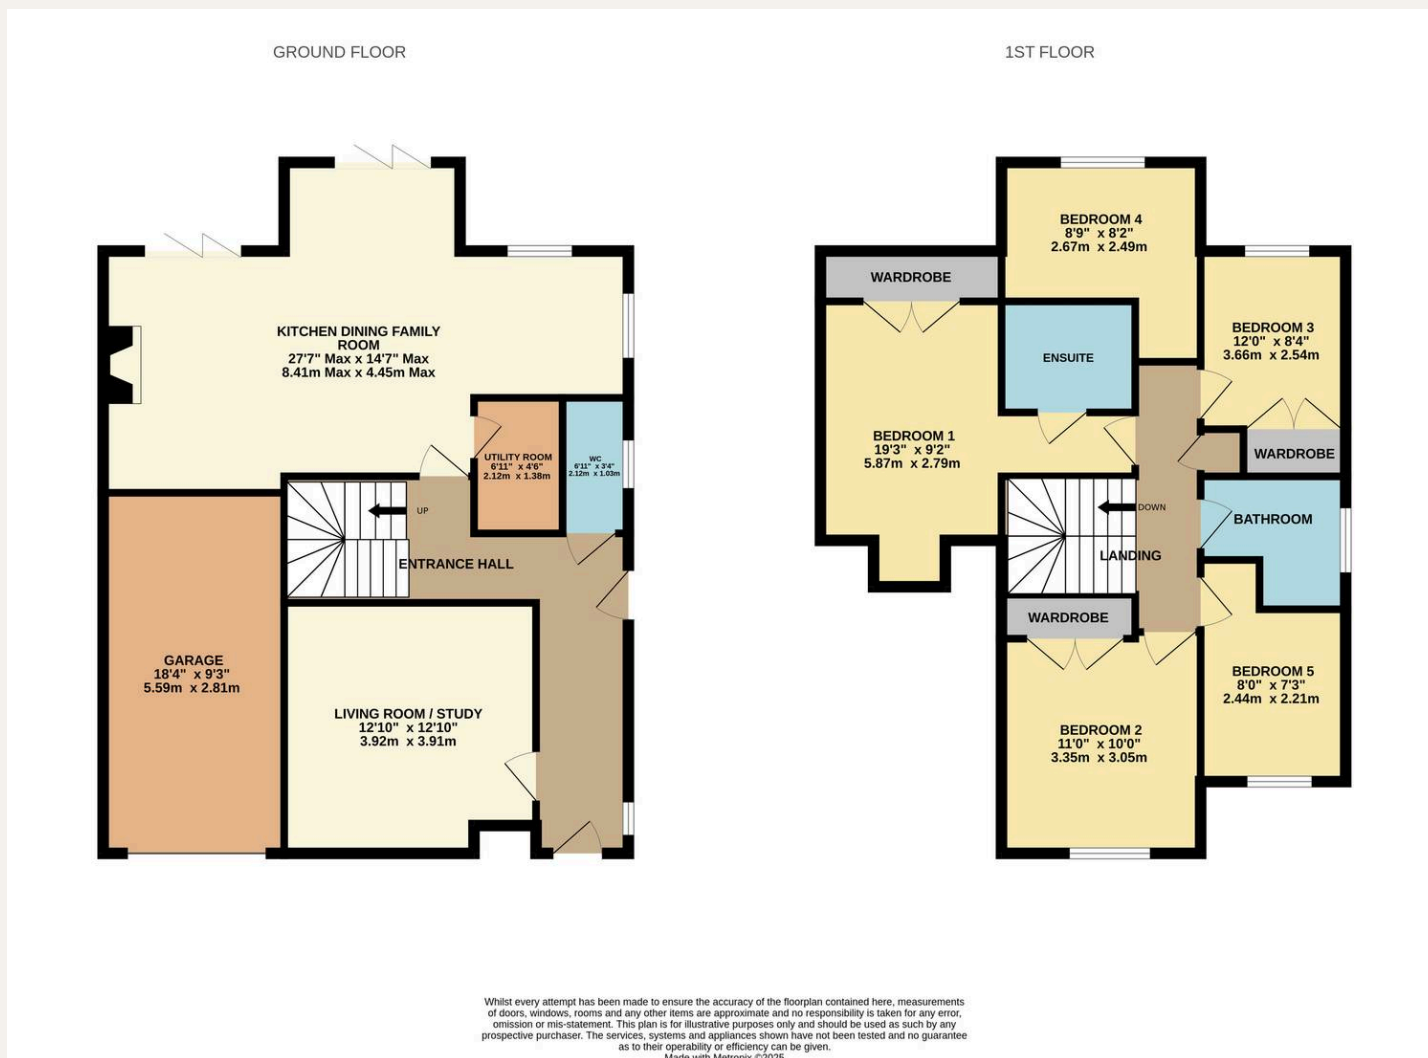 GROUND FLOOR
1ST FLOOR
KITCHEN DINING FAMILY
ROOM
27'7" Max x 14'7" Max
8.41m Max x 4.45m Max
UTILITY ROOM
6'11" x 4'6"
2.12m x 1.38m
WC
6'11" x 3'4"
2.12m x 1.03m
UP
ENTRANCE HALL
GARAGE
18'4" x 9'3"
5.59m x 2.81m
LIVING ROOM / STUDY
12'10" x 12'10"
3.92m x 3.91m
BEDROOM 4
8'9" x 8'2"
2.67m x 2.49m
WARDROBE
BEDROOM 3
12'0" x 8'4"
3.66m x 2.54m
ENSUITE
BEDROOM 1
19'3" x 9'2"
5.87m x 2.79m
WARDROBE
DOWN
BATHROOM
LANDING
WARDROBE
BEDROOM 5
8'0" x 7'3"
2.44m x 2.21m
BEDROOM 2
11'0" x 10'0"
3.35m x 3.05m
Whilst every attempt has been made to ensure the accuracy of the floorplan contained here, measurements
of doors, windows, rooms and any other items are approximate and no responsibility is taken for any error,
omission or mis-statement. This plan is for illustrative purposes only and should be used as such by any
prospective purchaser. The services, systems and appliances shown have not been tested and no guarantee
as to their operability or efficiency can be given.
Made with Metropix ©2025